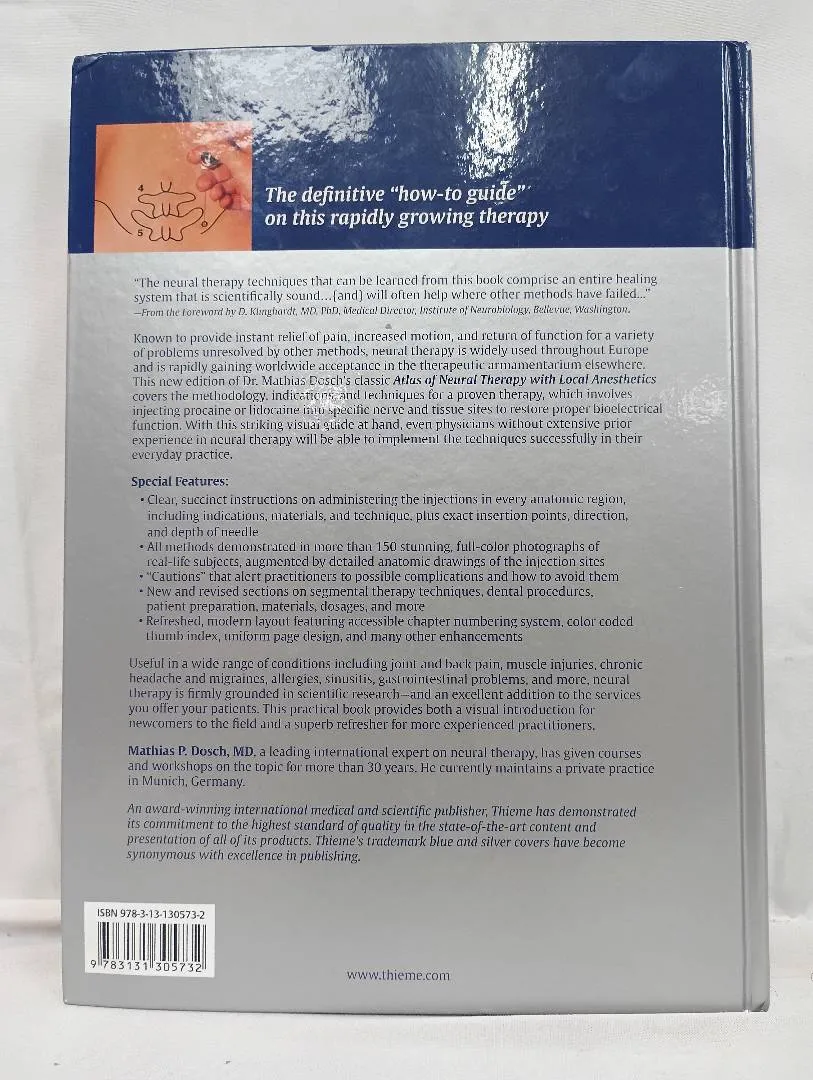 4
5
The definitive “how-to guide”
on this rapidly growing therapy
“The neural therapy techniques that can be learned from this book comprise an entire healing
system that is scientifically sound...[and] will often help where other methods have failed...”
—From the Foreword by D. Klinghardt, MD, PhD, Medical Director, Institute of Neurobiology, Bellevue, Washington.
Known to provide instant relief of pain, increased motion, and return of function for a variety
of problems unresolved by other methods, neural therapy is widely used throughout Europe
and is rapidly gaining worldwide acceptance in the therapeutic armamentarium elsewhere.
This new edition of Dr. Mathias Dosch's classic Atlas of Neural Therapy with Local Anesthetics
covers the methodology, indications, and techniques for a proven therapy, which involves
injecting procaine or lidocaine into specific nerve and tissue sites to restore proper bioelectrical
function. With this striking visual guide at hand, even physicians without extensive prior
experience in neural therapy will be able to implement the techniques successfully in their
everyday practice.
Special Features:
• Clear, succinct instructions on administering the injections in every anatomic region,
including indications, materials, and technique, plus exact insertion points, direction,
and depth of needle
• All methods demonstrated in more than 150 stunning, full-color photographs of
real-life subjects, augmented by detailed anatomic drawings of the injection sites
• “Cautions” that alert practitioners to possible complications and how to avoid them
• New and revised sections on segmental therapy techniques, dental procedures,
patient preparation, materials, dosages, and more
• Refreshed, modern layout featuring accessible chapter numbering system, color coded
thumb index, uniform page design, and many other enhancements
Useful in a wide range of conditions including joint and back pain, muscle injuries, chronic
headache and migraines, allergies, sinusitis, gastrointestinal problems, and more, neural
therapy is firmly grounded in scientific research—and an excellent addition to the services
you offer your patients. This practical book provides both a visual introduction for
newcomers to the field and a superb refresher for more experienced practitioners.
Mathias P. Dosch, MD, a leading international expert on neural therapy, has given courses
and workshops on the topic for more than 30 years. He currently maintains a private practice
in Munich, Germany.
An award-winning international medical and scientific publisher, Thieme has demonstrated
its commitment to the highest standard of quality in the state-of-the-art content and
presentation of all of its products. Thieme's trademark blue and silver covers have become
synonymous with excellence in publishing.
ISBN 978-3-13-130573-2
9 783131 305732
www.thieme.com